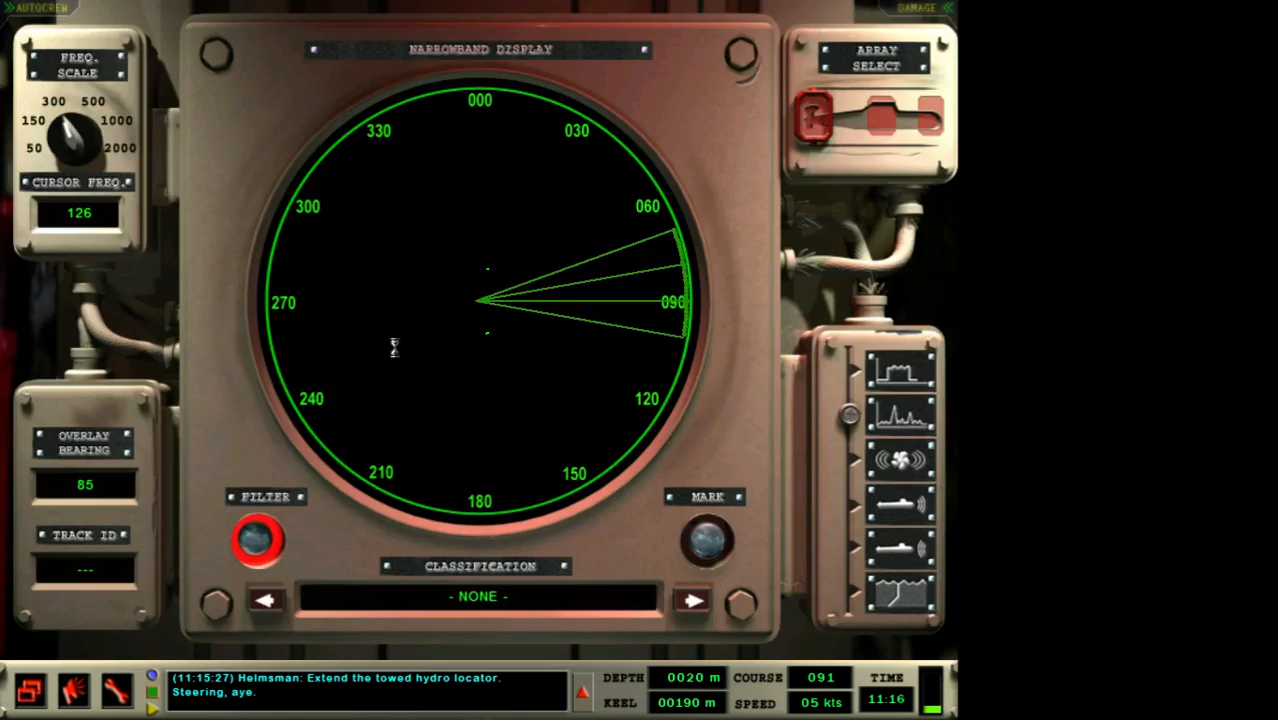 AUTOCREW
DAMAGE
FREQ.
SCALE
300 500
150 1000
50 2000
CURSOR FREQ.
126
NARROWBAND DISPLAY
000
330 030
300 060
270 090
240 120
210 150
180
ARRAY
SELECT
OVERLAY
BEARING
85
TRACK ID
---
FILTER
MARK
CLASSIFICATION
- NONE -
(11:15:27) Helmsman: Extend the towed hydro locator.
Steering, aye.
DEPTH 0020 m COURSE 091 TIME
KEEL 00190 m SPEED 05 kts 11:16